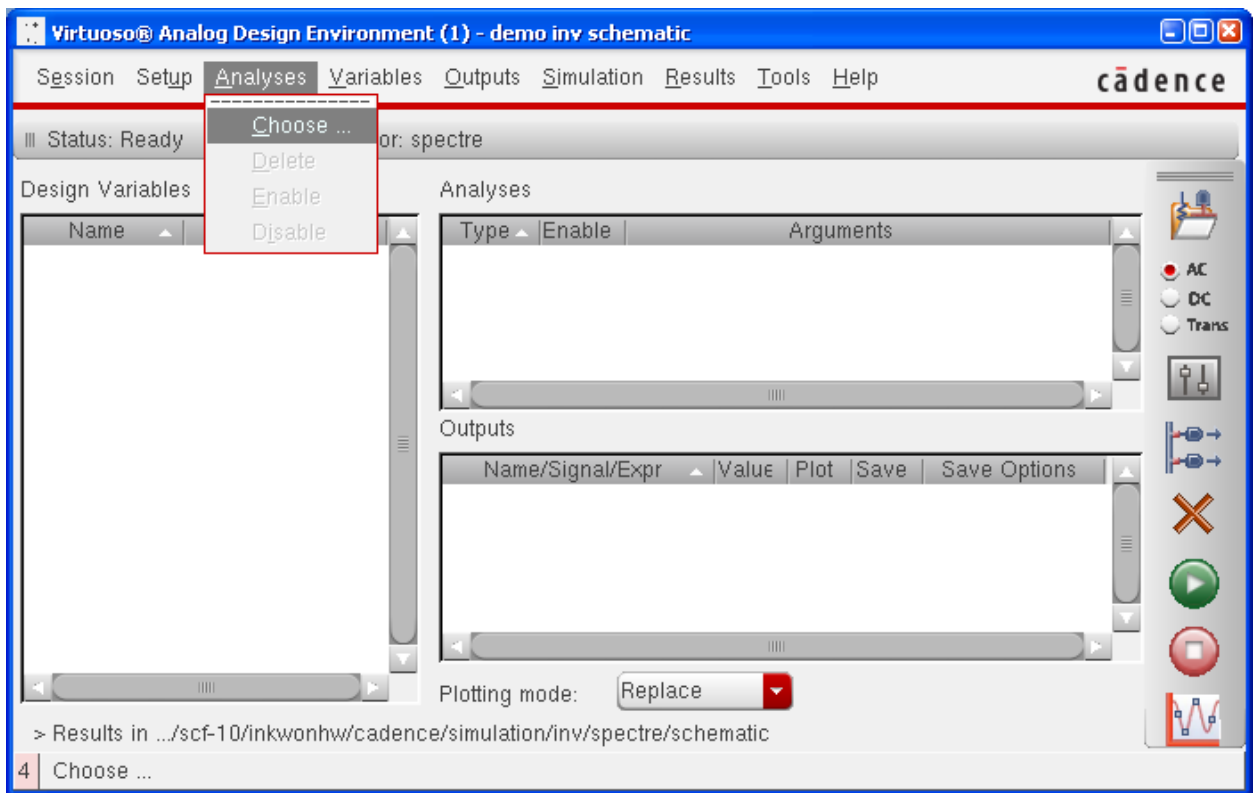 Virtuoso® Analog Design Environment (1) - demo inv schematic
Session Setup Analyses Variables Outputs Simulation Results Tools Help
cādence
Choose ...
Delete
Enable
Disable
Status: Ready
or: spectre
Design Variables
Name
Analyses
Type Enable Arguments
Outputs
Name/Signal/Expr Value Plot Save Save Options
Plotting mode: Replace
AC
DC
Trans
> Results in .../scf-10/inkwonhw/cadence/simulation/inv/spectre/schematic
4 Choose ...